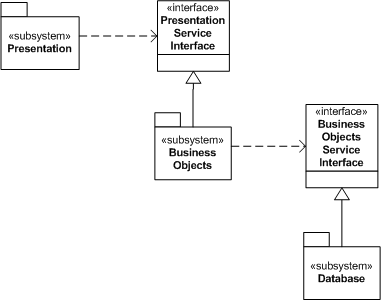 «subsystem»
Presentation
«interface»
Presentation
Service
Interface
«subsystem»
Business
Objects
«interface»
Business
Objects
Service
Interface
«subsystem»
Database